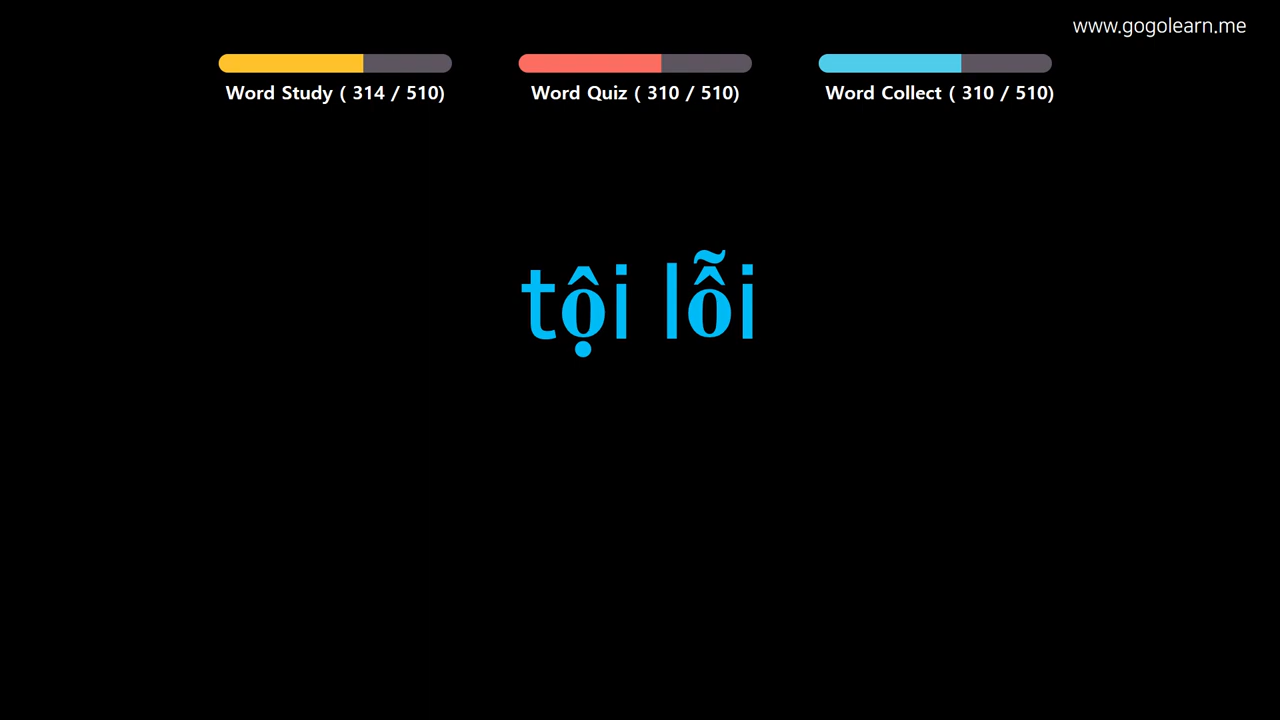 www.gogolearn.me
Word Study ( 314 / 510)
Word Quiz ( 310 / 510)
Word Collect ( 310 / 510)
tội lỗi